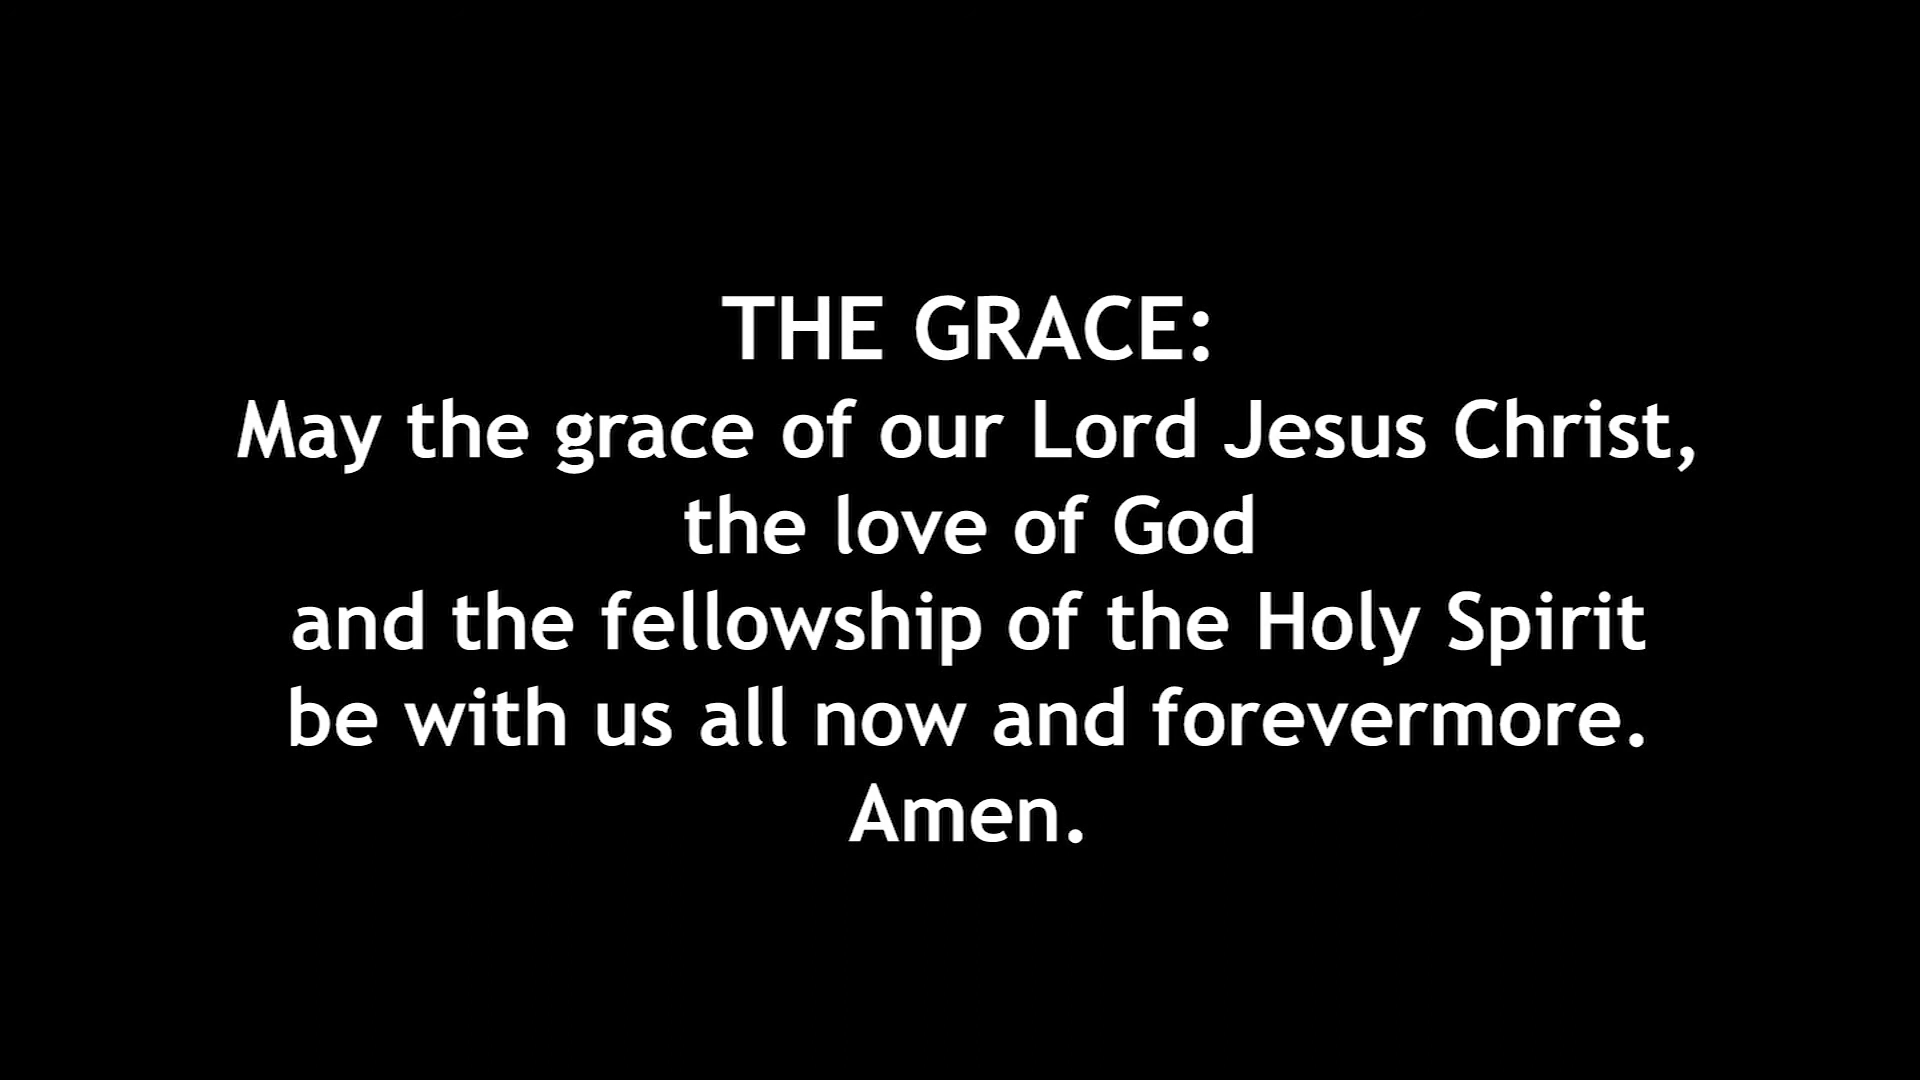 THE GRACE:
May the grace of our Lord Jesus Christ,
the love of God
and the fellowship of the Holy Spirit
be with us all now and forevermore.
Amen.